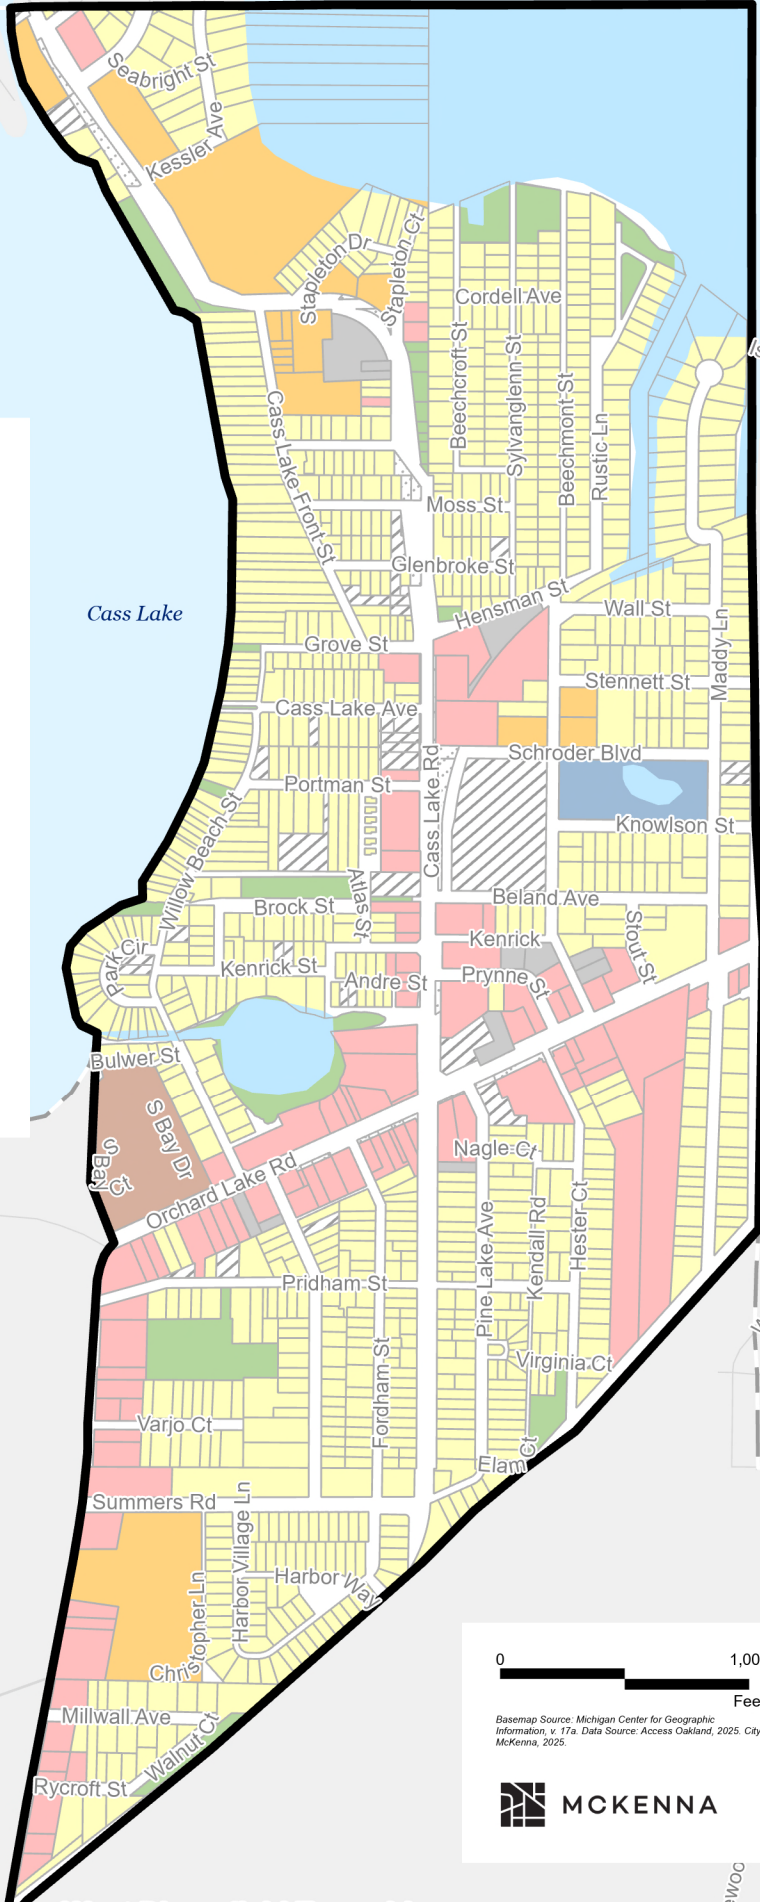 Seabright St
Kessler Ave
Stapleton Dr
Stapleton Ct
Cordell Ave
Beechcroft St
Sylvanglenn St
Beechmont St
Rustic Ln
Cass Lake Front St
Moss St
Glenbroke St
Hensman St
Cass Lake
Wall St
Maddy Ln
Grove St
Stennett St
Cass Lake Ave
Schroder Blvd
Cass Lake Rd
Portman St
Willow Beach St
Knowlson St
Atlas St
Beland Ave
Brock St
Stout St
Park Cir
Kenrick
Kenrick St
Andre St
Prynne St
Bulwer St
S Bay Dr
S Bay Ct
Nagle Ct
Orchard Lake Rd
Pine Lake Ave
Kendall Rd
Hester Ct
Pridham St
Fordham St
Virginia Ct
Varjo Ct
Elam Ct
Summers Rd
Harbor Village Ln
Harbor Way
Christopher Ln
Christo
Millwall Ave
Walnut Ct
Rycroft St
0
1,00
Fee
Basemap Source: Michigan Center for Geographic
Information, v. 17a. Data Source: Access Oakland, 2025. City
McKenna, 2025.
MCKENNA